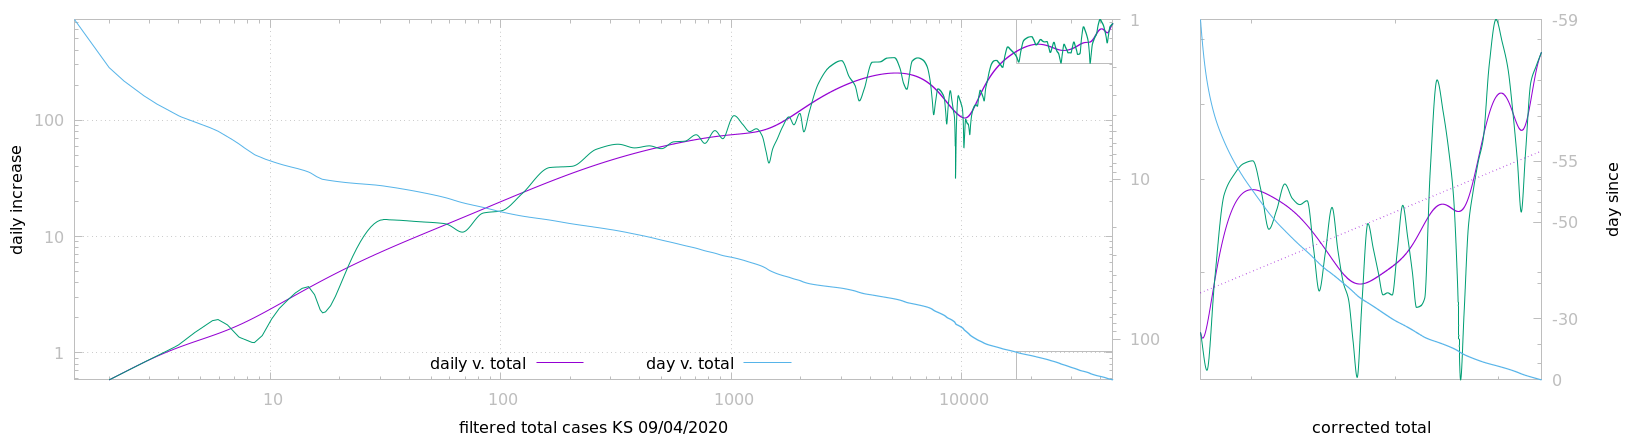 daily increase
100
10
1
10
100
1000
10000
1
10
100
daily v. total
day v. total
filtered total cases KS 09/04/2020
-59
-55
-50
-30
0
day since
corrected total